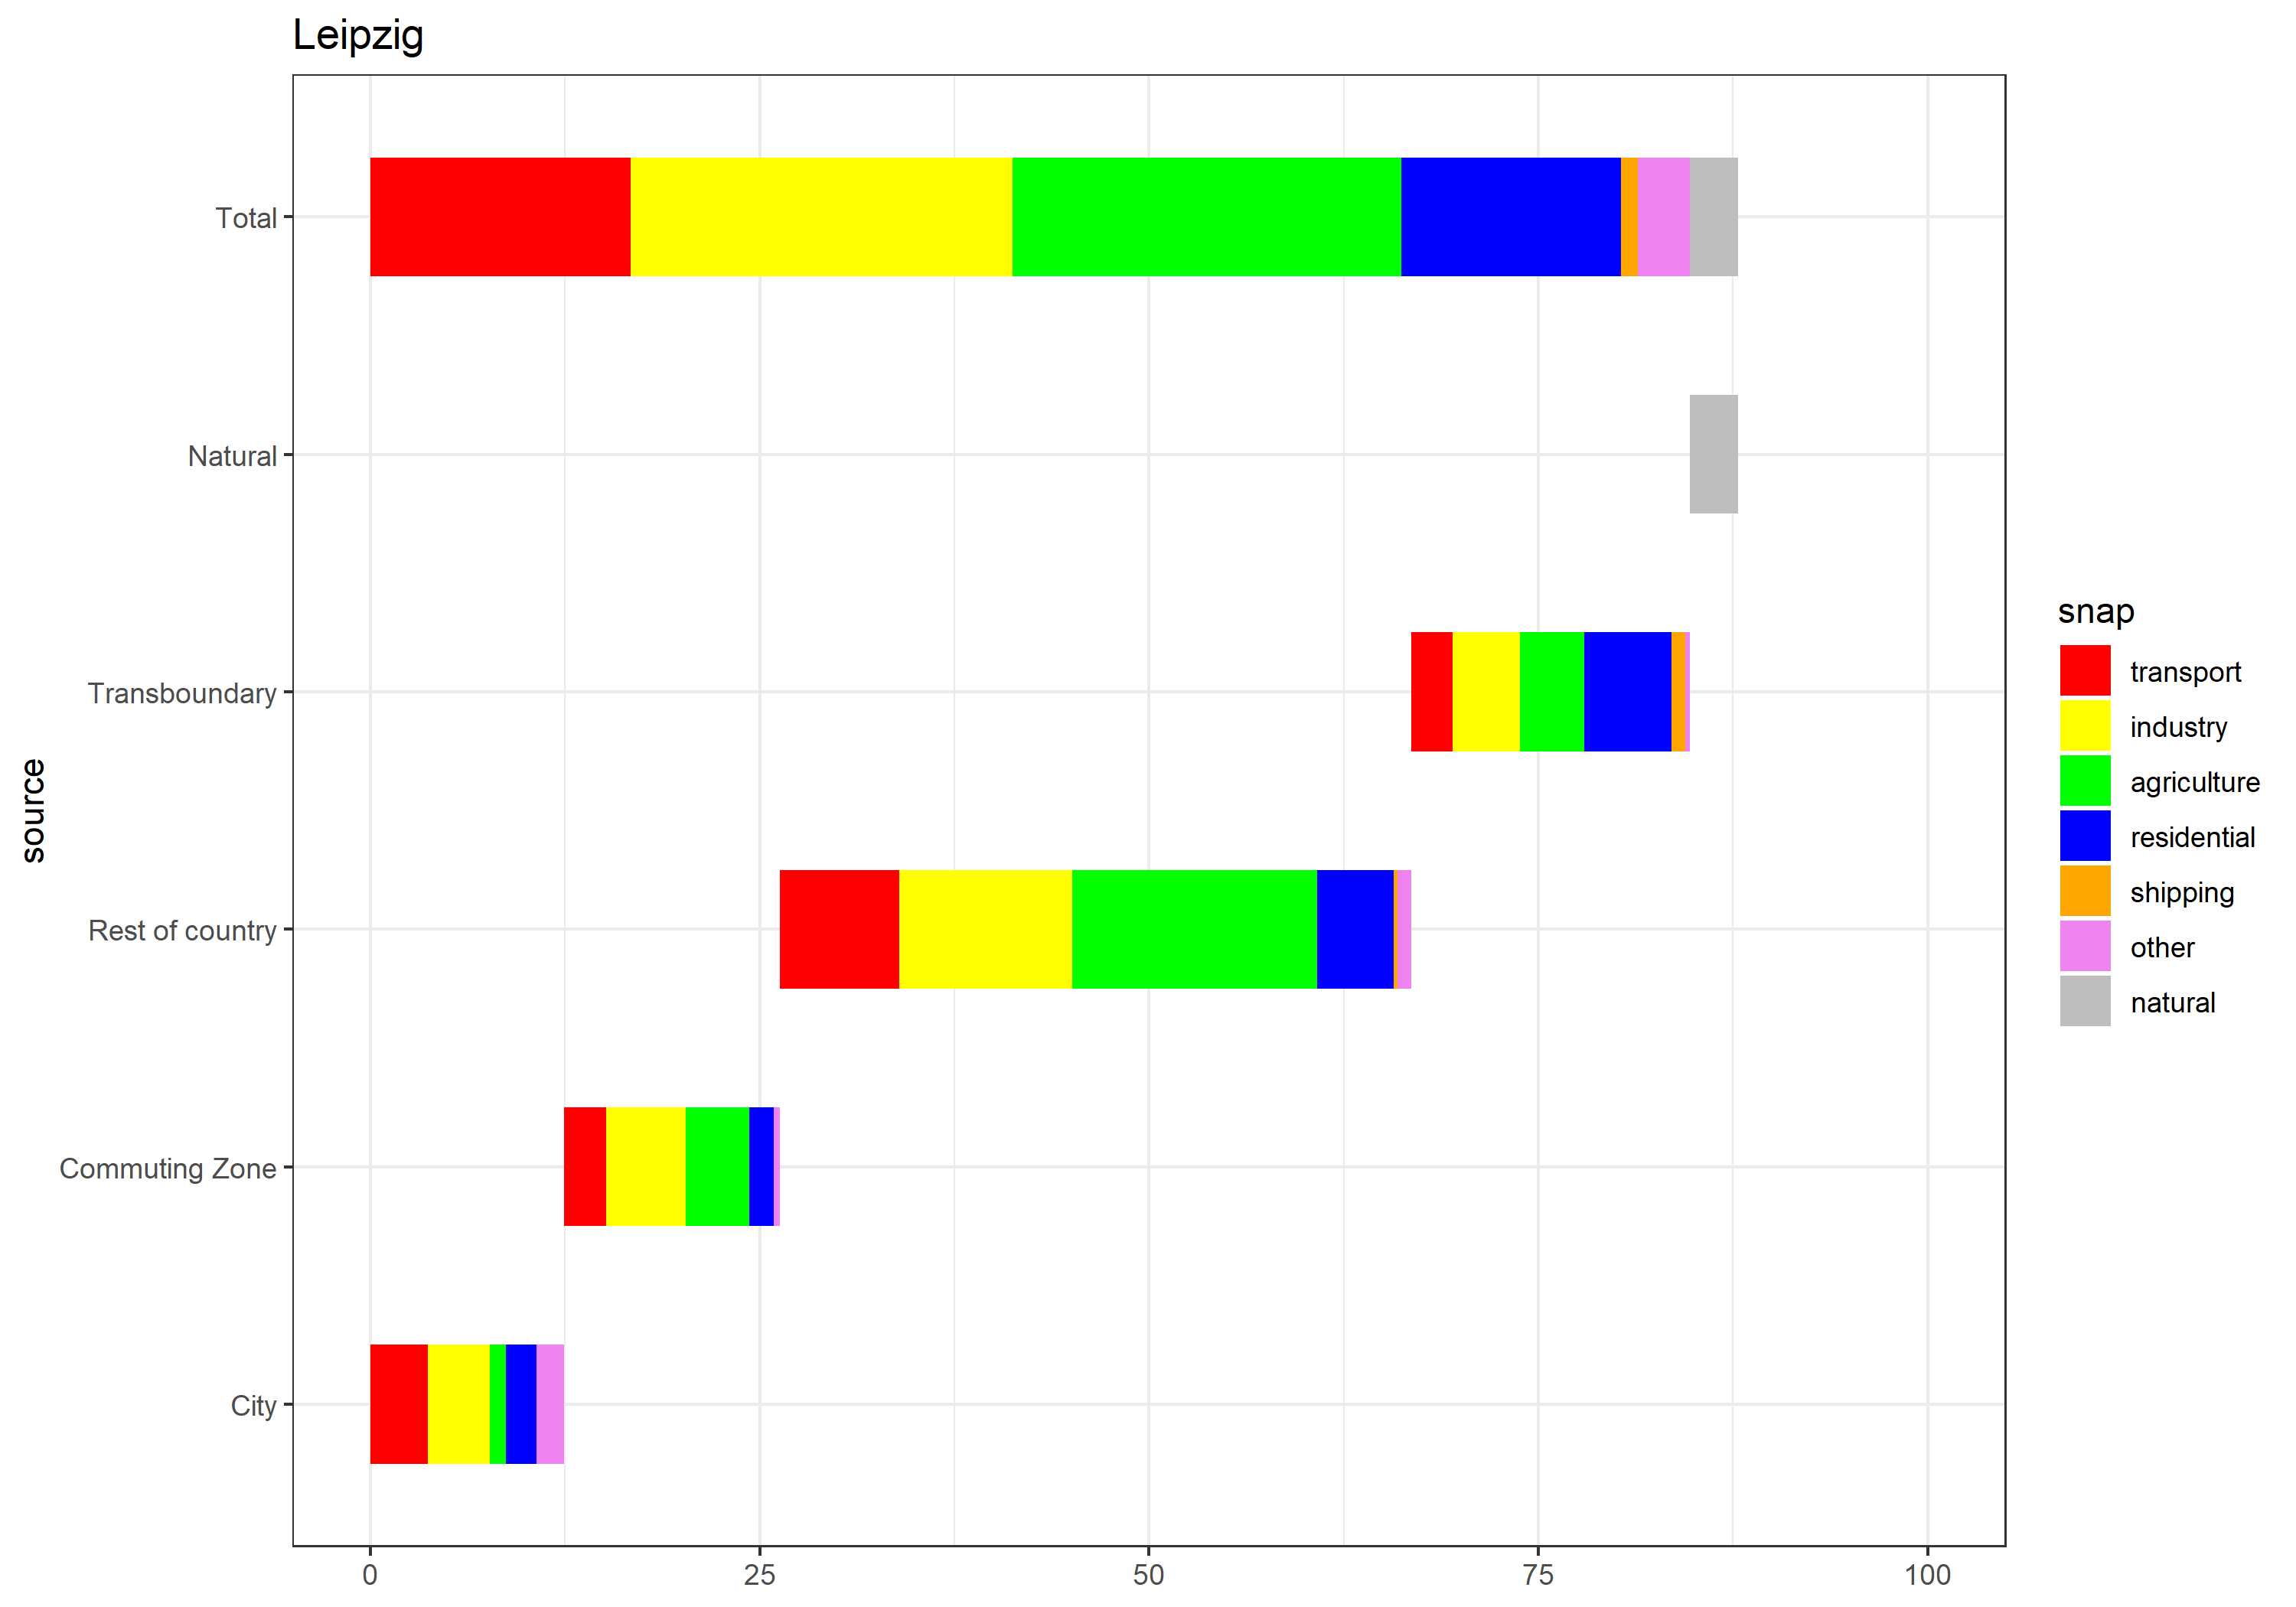 Leipzig
Total
Natural
Transboundary
Rest of country
Commuting Zone
City
source
0 25 50 75 100
snap
transport
industry
agriculture
residential
shipping
other
natural